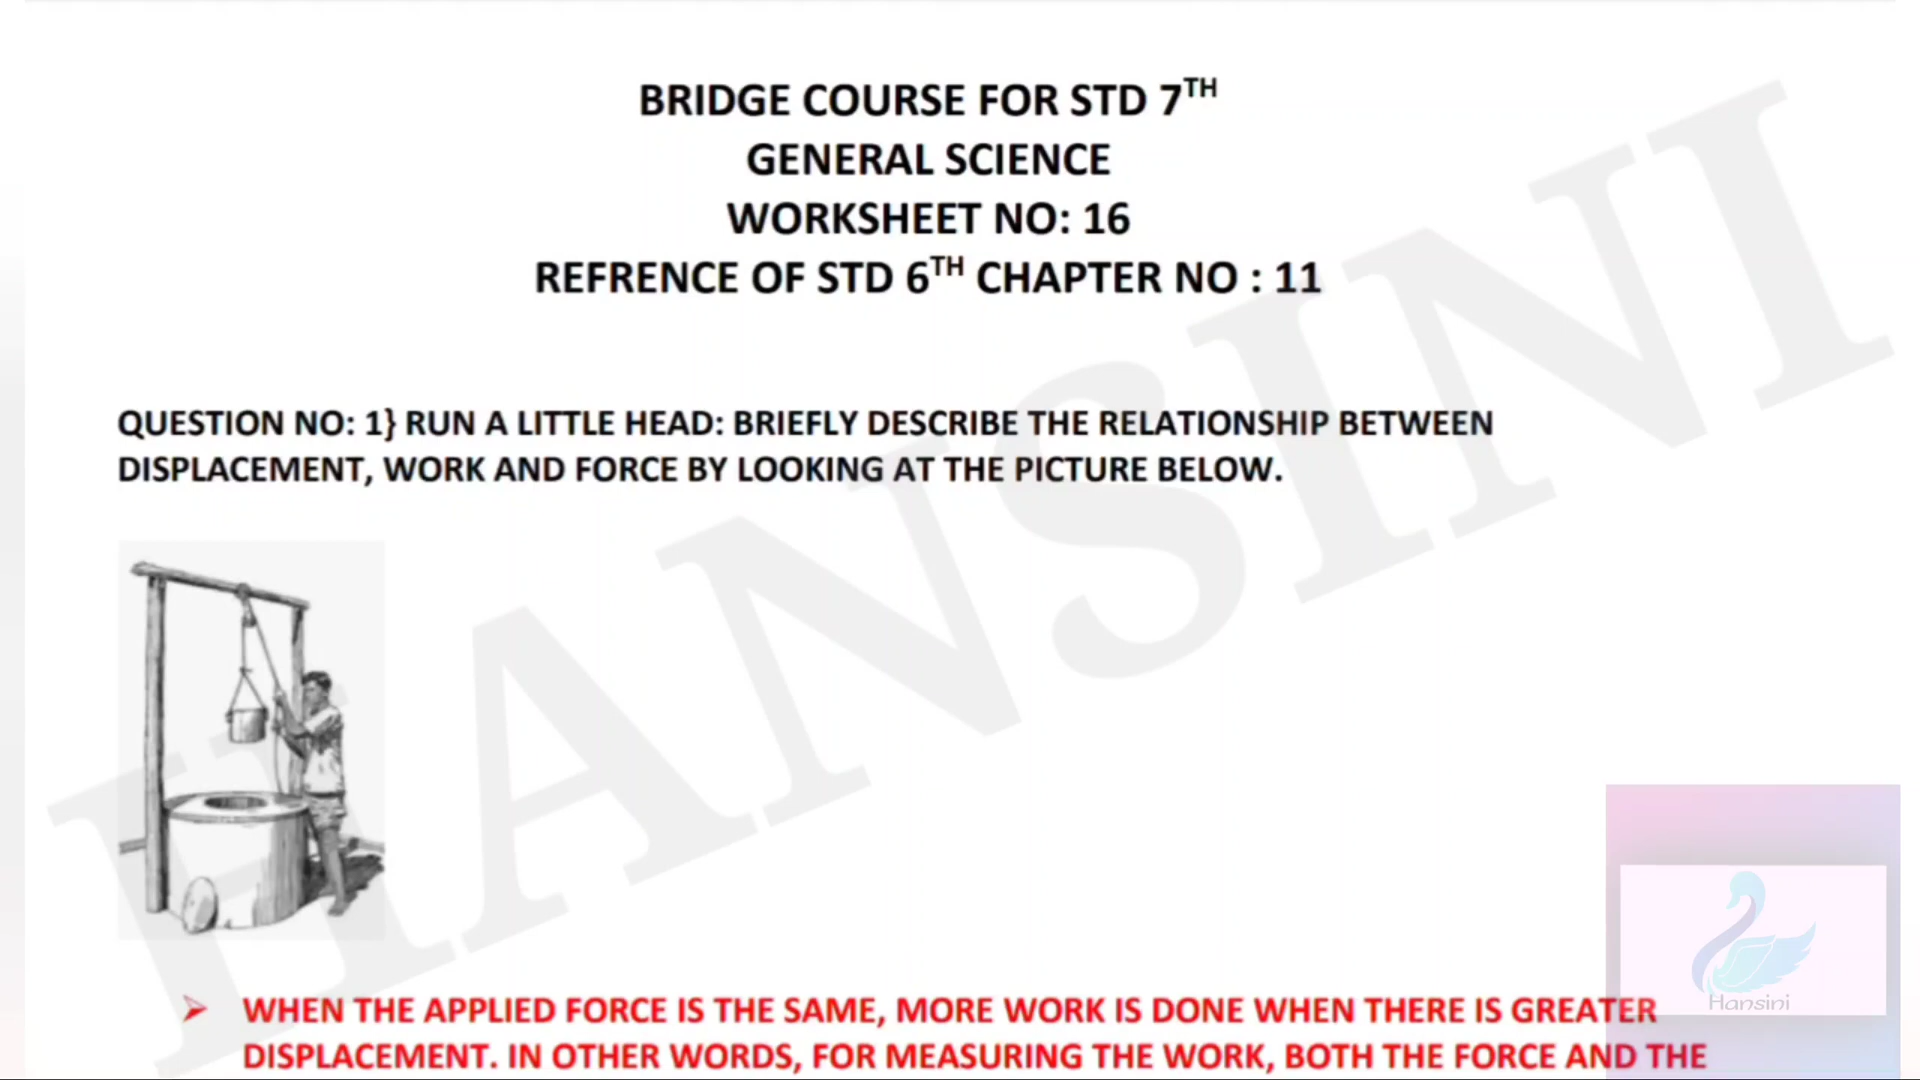 BRIDGE COURSE FOR STD 7TH
GENERAL SCIENCE
WORKSHEET NO: 16
REFRENCE OF STD 6TH CHAPTER NO : 11
QUESTION NO: 1} RUN A LITTLE HEAD: BRIEFLY DESCRIBE THE RELATIONSHIP BETWEEN
DISPLACEMENT, WORK AND FORCE BY LOOKING AT THE PICTURE BELOW.
HANSINI
Hansini
WHEN THE APPLIED FORCE IS THE SAME, MORE WORK IS DONE WHEN THERE IS GREATER
DISPLACEMENT. IN OTHER WORDS, FOR MEASURING THE WORK, BOTH THE FORCE AND THE